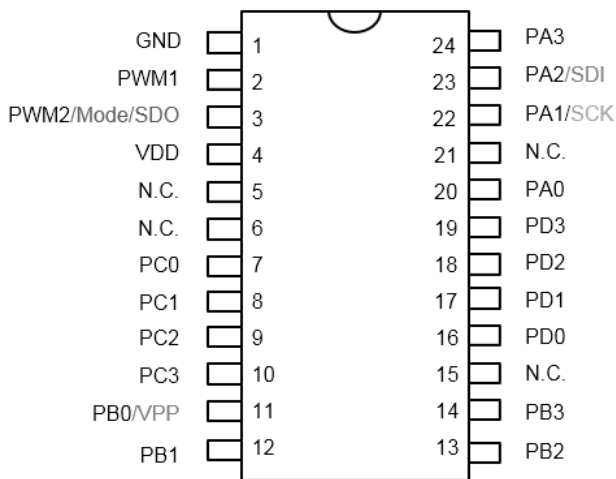 GND 1 24 PA3
PWM1 2 23 PA2/SDI
PWM2/Mode/SDO 3 22 PA1/SCK
VDD 4 21 N.C.
N.C. 5 20 PA0
N.C. 6 19 PD3
PC0 7 18 PD2
PC1 8 17 PD1
PC2 9 16 PD0
PC3 10 15 N.C.
PB0/VPP 11 14 PB3
PB1 12 13 PB2